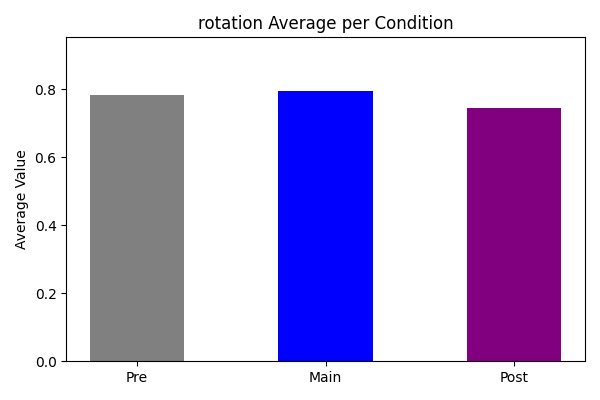 rotation Average per Condition
Average Value
0.8
0.6
0.4
0.2
0.0
Pre
Main
Post